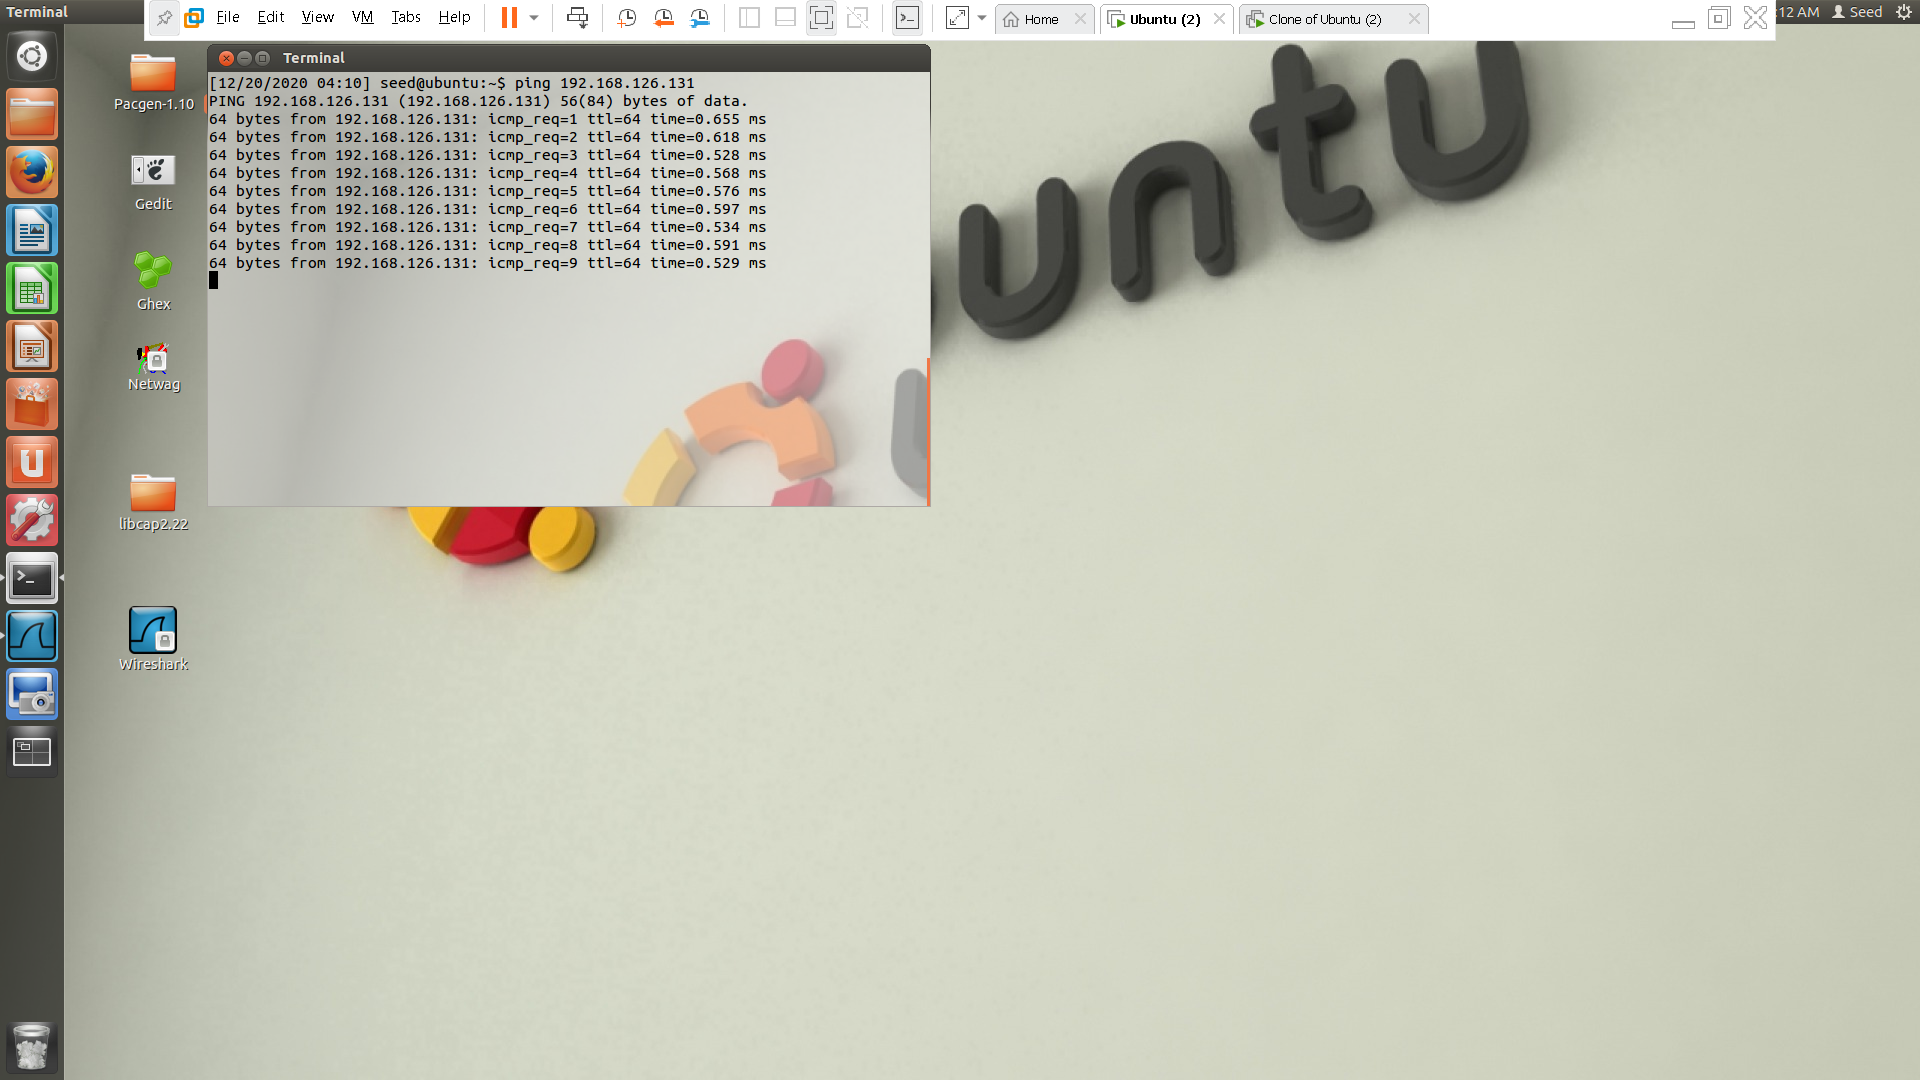 Terminal
File Edit View VM Tabs Help
Home
Ubuntu (2)
Clone of Ubuntu (2)
:12 AM
Seed
Terminal
[12/20/2020 04:10] seed@ubuntu:~$ ping 192.168.126.131
PING 192.168.126.131 (192.168.126.131) 56(84) bytes of data.
64 bytes from 192.168.126.131: icmp_req=1 ttl=64 time=0.655 ms
64 bytes from 192.168.126.131: icmp_req=2 ttl=64 time=0.618 ms
64 bytes from 192.168.126.131: icmp_req=3 ttl=64 time=0.528 ms
64 bytes from 192.168.126.131: icmp_req=4 ttl=64 time=0.568 ms
64 bytes from 192.168.126.131: icmp_req=5 ttl=64 time=0.576 ms
64 bytes from 192.168.126.131: icmp_req=6 ttl=64 time=0.597 ms
64 bytes from 192.168.126.131: icmp_req=7 ttl=64 time=0.534 ms
64 bytes from 192.168.126.131: icmp_req=8 ttl=64 time=0.591 ms
64 bytes from 192.168.126.131: icmp_req=9 ttl=64 time=0.529 ms
Pacgen-1.10
Gedit
Ghex
Netwag
libcap2.22
Wireshark
untu